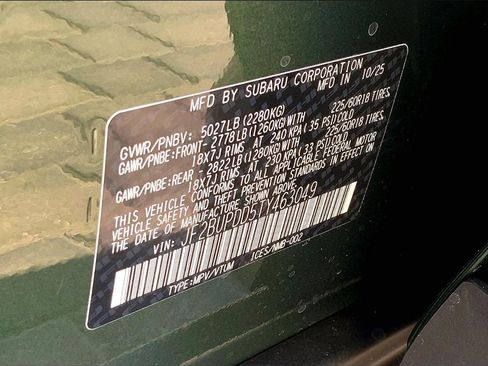 MFD BY SUBARU CORPORATION
MFD IN 10/25
GVWR/PNBV: 5027LB (2280KG)
GAWR/PNBE:FRONT- 2778LB (1260KG)WITH 225/60R18 TIRES,
18X7J RIMS AT 240 KPA (35 PSI)COLD
GAWR/PNBE:REAR - 2822LB (1280KG)WITH 225/60R18 TIRES,
18X7J RIMS AT 230 KPA (33 PSI)COLD
THIS VEHICLE CONFORMS TO ALL APPLICABLE FEDERAL MOTOR
VEHICLE SAFETY AND THEFT PREVENTION STANDARDS IN EFFECT ON
THE DATE OF MANUFACTURE SHOWN ABOVE.
VIN: JF2BUPDD5TY463049
TYPE:MPV/VTUM ICES/NMB-002